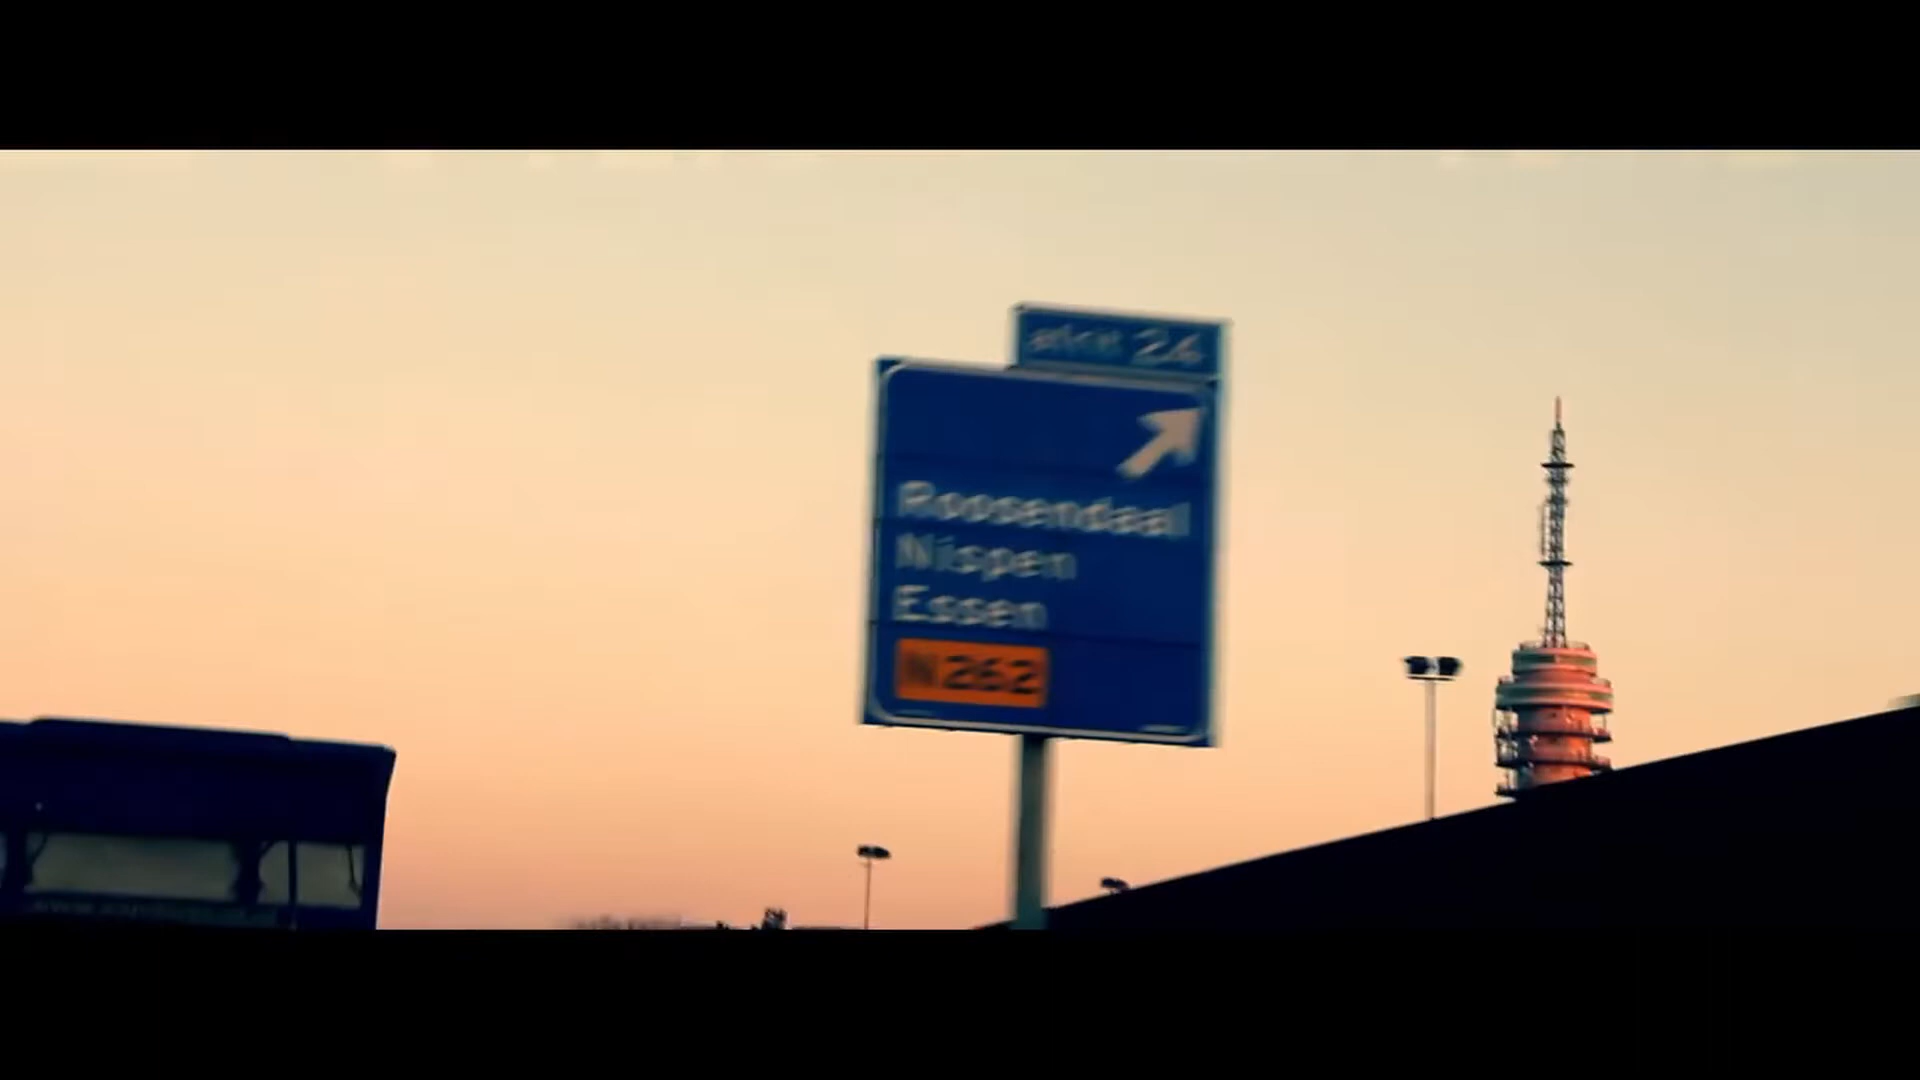 afrit 24
Roosendaal
Nispen
Essen
N262